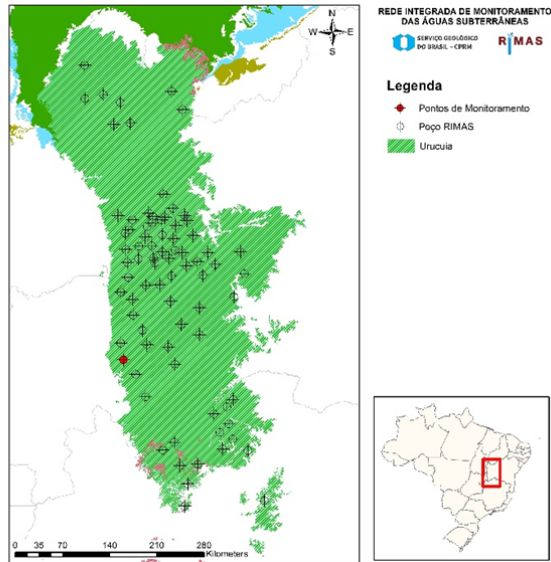 REDE INTEGRADA DE MONITORAMENTO
DAS ÁGUAS SUBTERRÂNEAS
SERVIÇO GEOLÓGICO
DO BRASIL - CPRM
RIMAS
N
W E
S
Legenda
Pontos de Monitoramento
Poço RIMAS
Urucuia
0 35 70 140 210 280
Kilometers